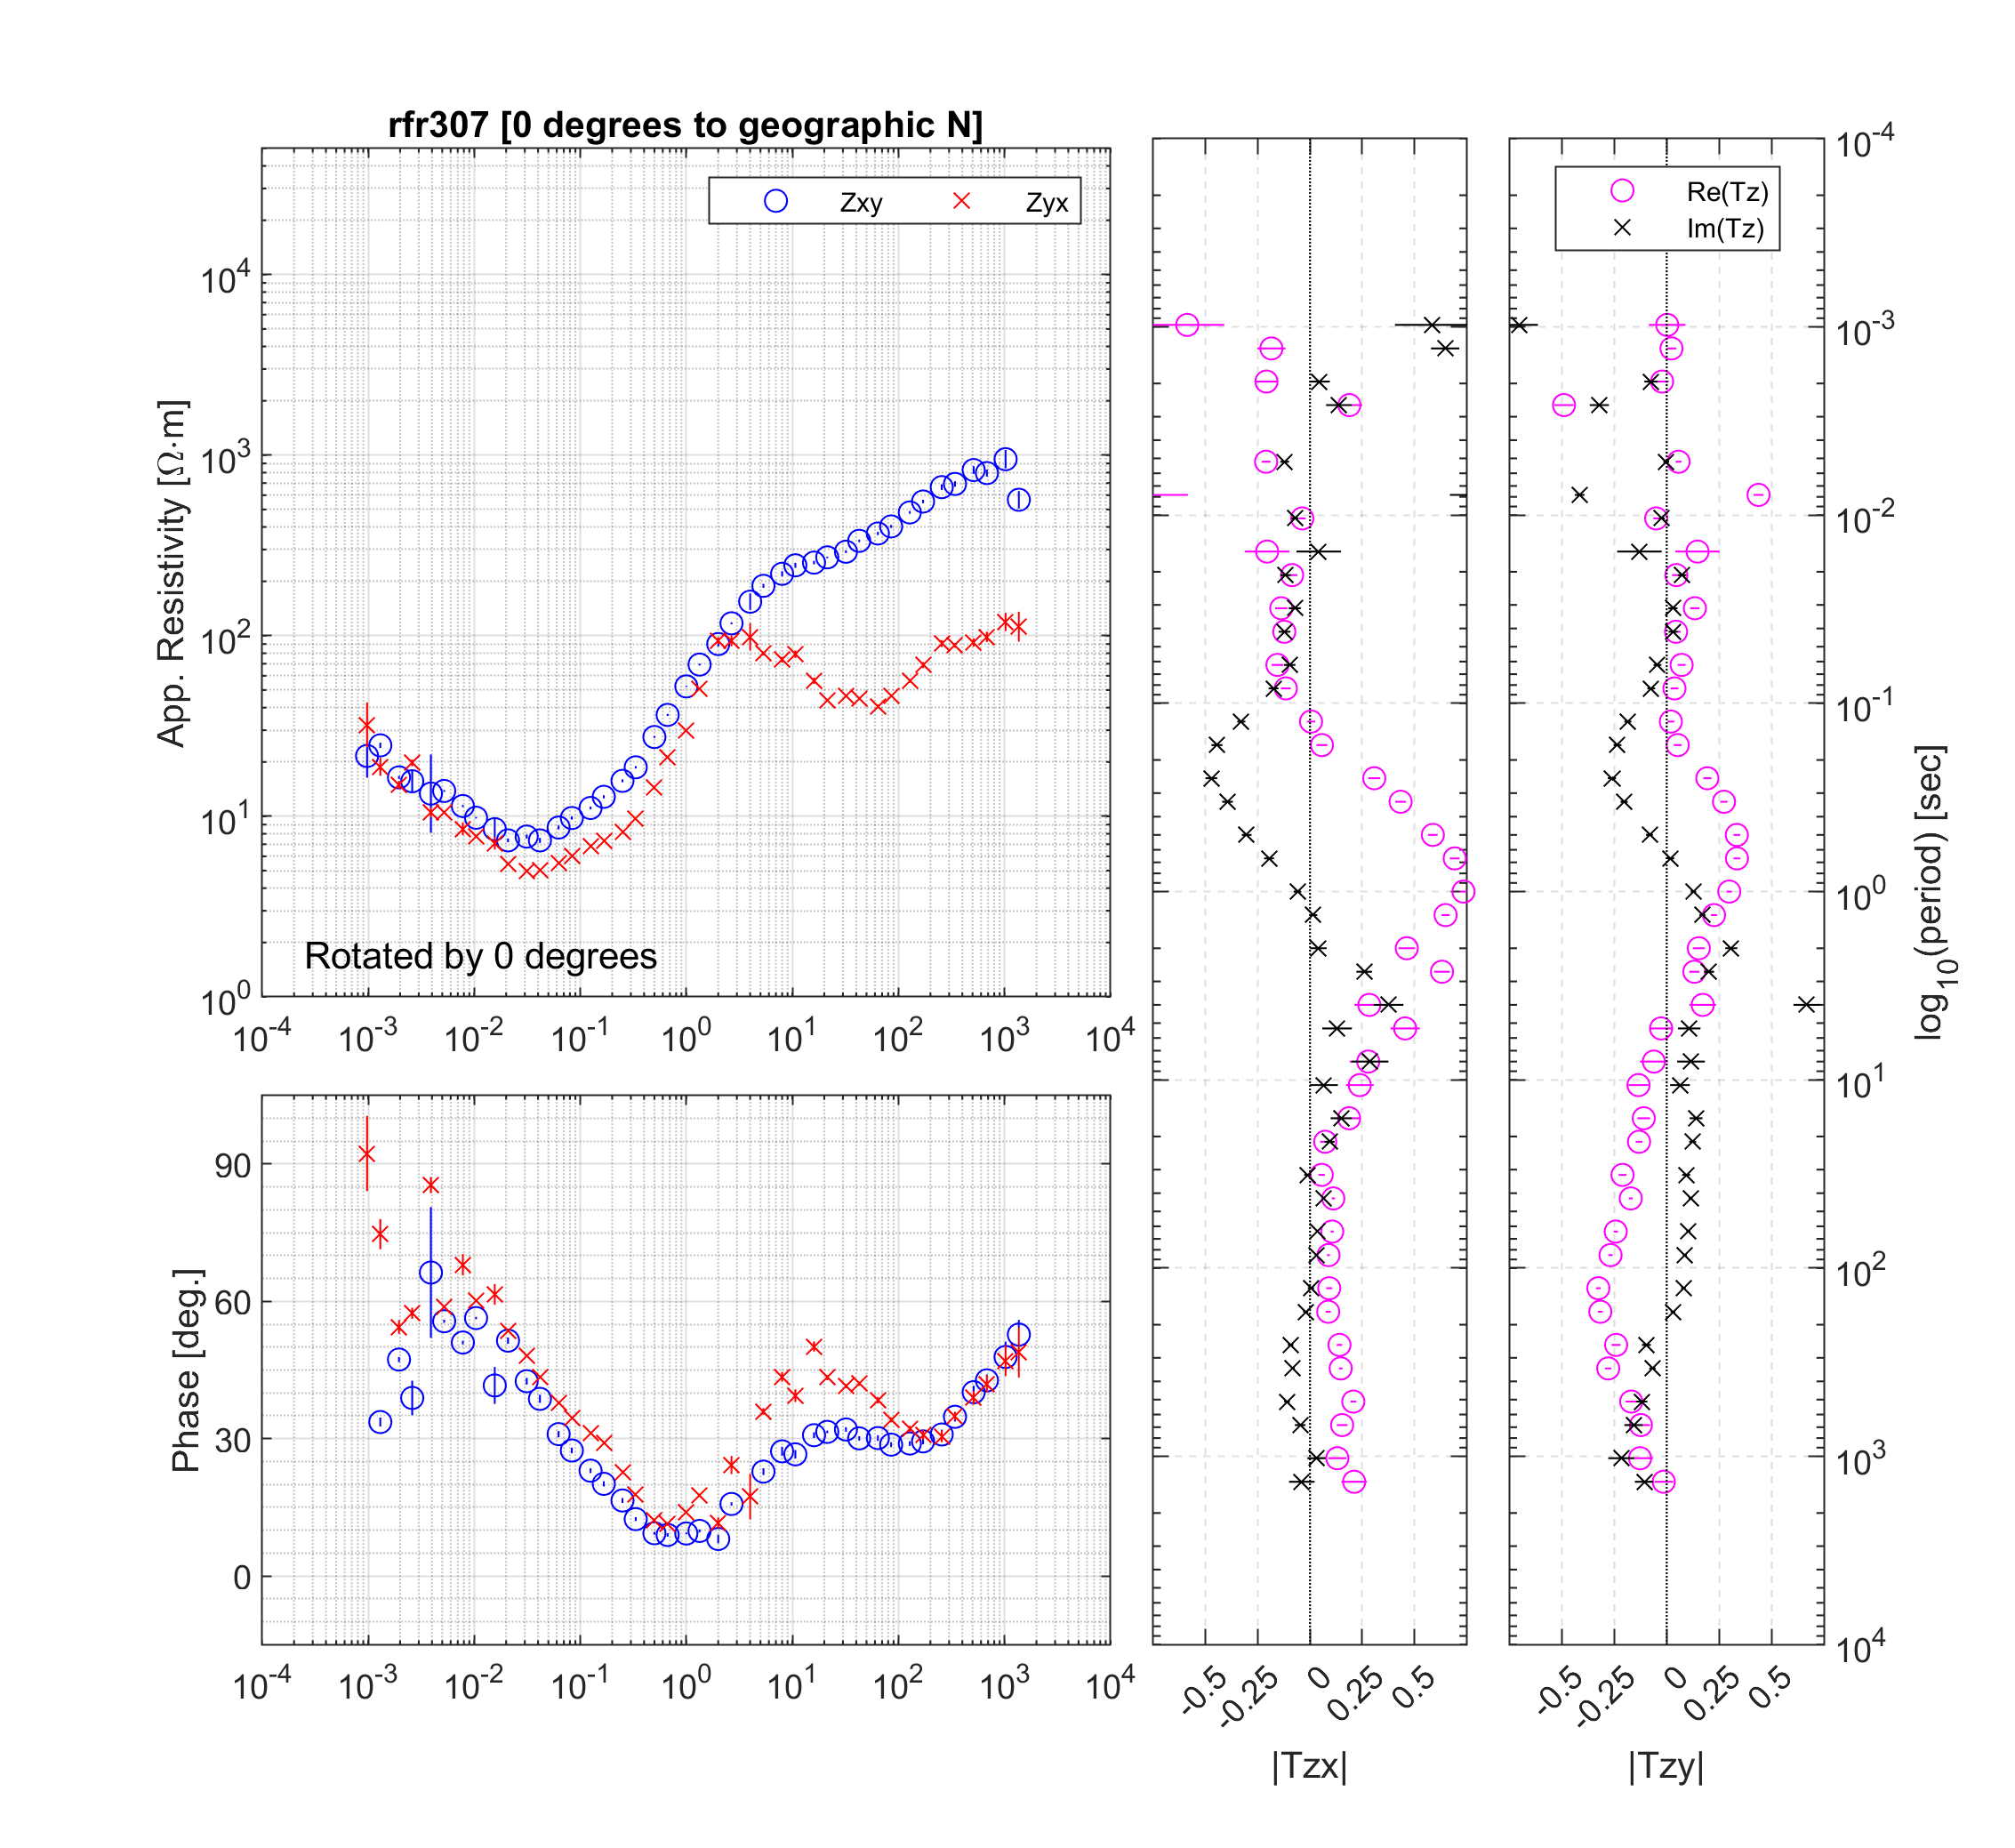 rfr307 [0 degrees to geographic N]
Zxy Zyx
App. Resistivity [Ω·m]
10^4
10^3
10^2
10^1
10^0
Rotated by 0 degrees
10^-4 10^-3 10^-2 10^-1 10^0 10^1 10^2 10^3 10^4
Phase [deg.]
90
60
30
0
10^-4 10^-3 10^-2 10^-1 10^0 10^1 10^2 10^3 10^4
-0.5 -0.25 0 0.25 0.5
|Tzx|
Re(Tz)
Im(Tz)
-0.5 -0.25 0 0.25 0.5
|Tzy|
10^-4
10^-3
10^-2
10^-1
10^0
10^1
10^2
10^3
10^4
log_10(period) [sec]